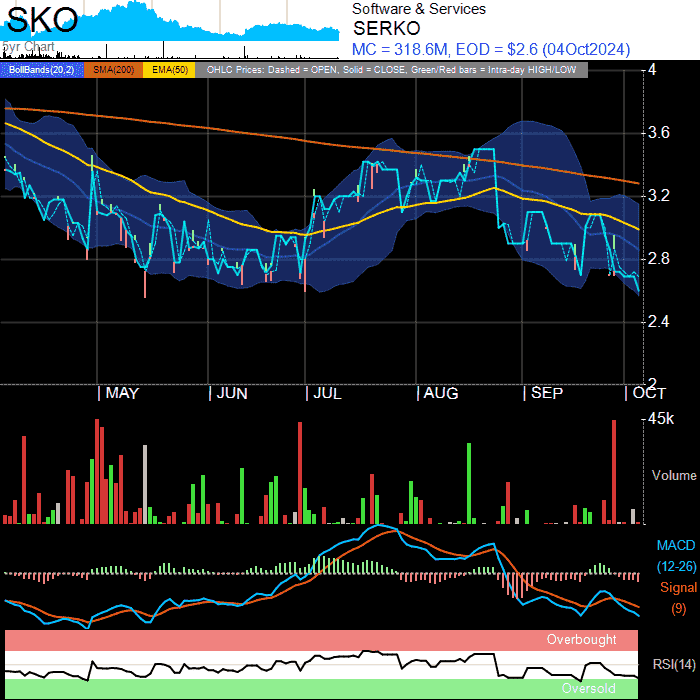 SKO
5yr Chart
Software & Services
SERKO
MC = 318.6M, EOD = $2.6 (04Oct2024)
BollBands(20,2) SMA(200) EMA(50) OHLC Prices: Dashed = OPEN, Solid = CLOSE, Green/Red bars = Intra-day HIGH/LOW
4
3.6
3.2
2.8
2.4
2
MAY JUN JUL AUG SEP OCT
45k
Volume
MACD
(12-26)
Signal
(9)
Overbought
RSI(14)
Oversold